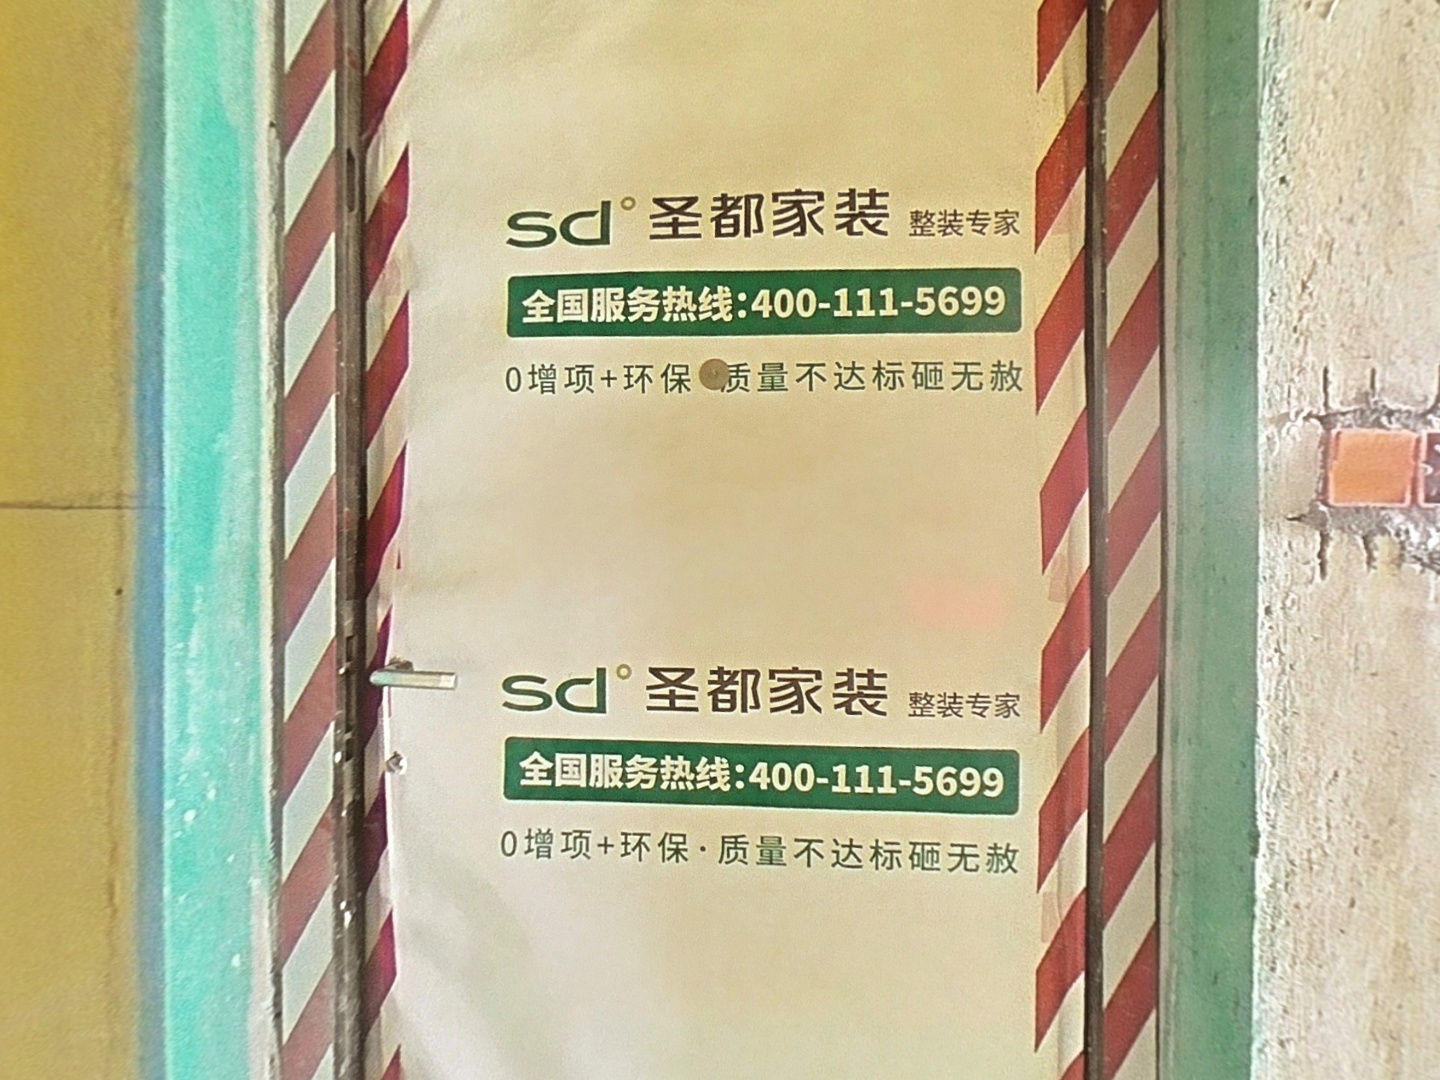 sd 圣都家装 整装专家
全国服务热线:400-111-5699
0增项+环保 质量不达标砸无赦
sd 圣都家装 整装专家
全国服务热线:400-111-5699
0增项+环保·质量不达标砸无赦